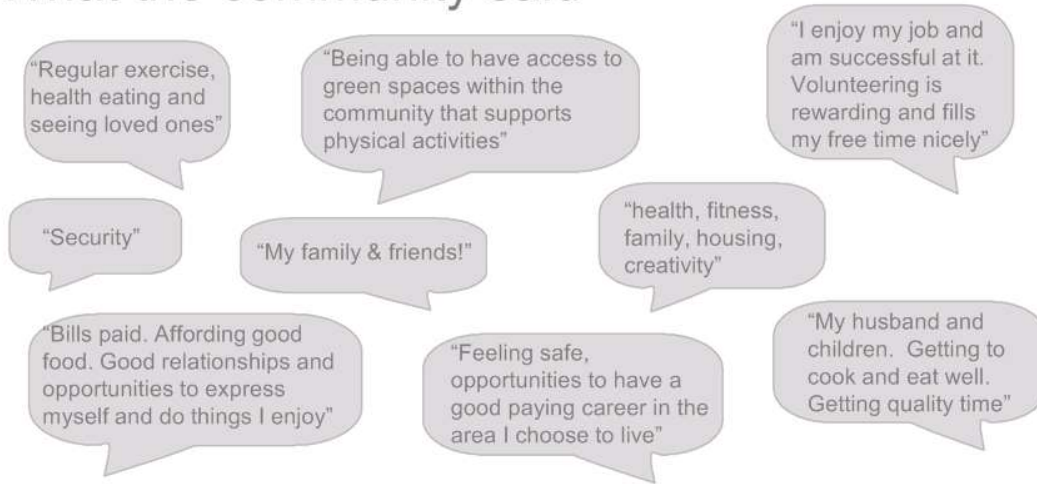 "Regular exercise,
health eating and
seeing loved ones"
"Being able to have access to
green spaces within the
community that supports
physical activities"
"I enjoy my job and
am successful at it.
Volunteering is
rewarding and fills
my free time nicely"
"Security"
"My family & friends!"
"health, fitness,
family, housing,
creativity"
"Bills paid. Affording good
food. Good relationships and
opportunities to express
myself and do things I enjoy"
"Feeling safe,
opportunities to have a
good paying career in the
area I choose to live"
"My husband and
children.  Getting to
cook and eat well.
Getting quality time"